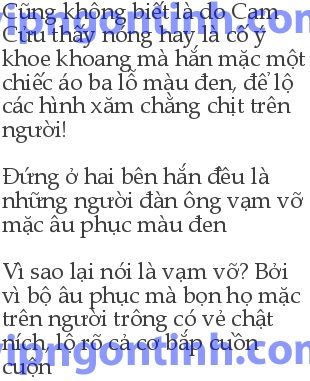 Cũng không biết là do Cam
Cửu thấy nóng hay là cố ý
khoe khoang mà hắn mặc một
chiếc áo ba lỗ màu đen, để lộ
các hình xăm chằng chịt trên
người!
Đứng ở hai bên hắn đều là
những người đàn ông vạm vỡ
mặc âu phục màu đen
Vì sao lại nói là vạm vỡ? Bởi
vì bộ âu phục mà bọn họ mặc
trên người trông có vẻ chật
ních, lộ rõ cả cơ bắp cuồn
cuộn